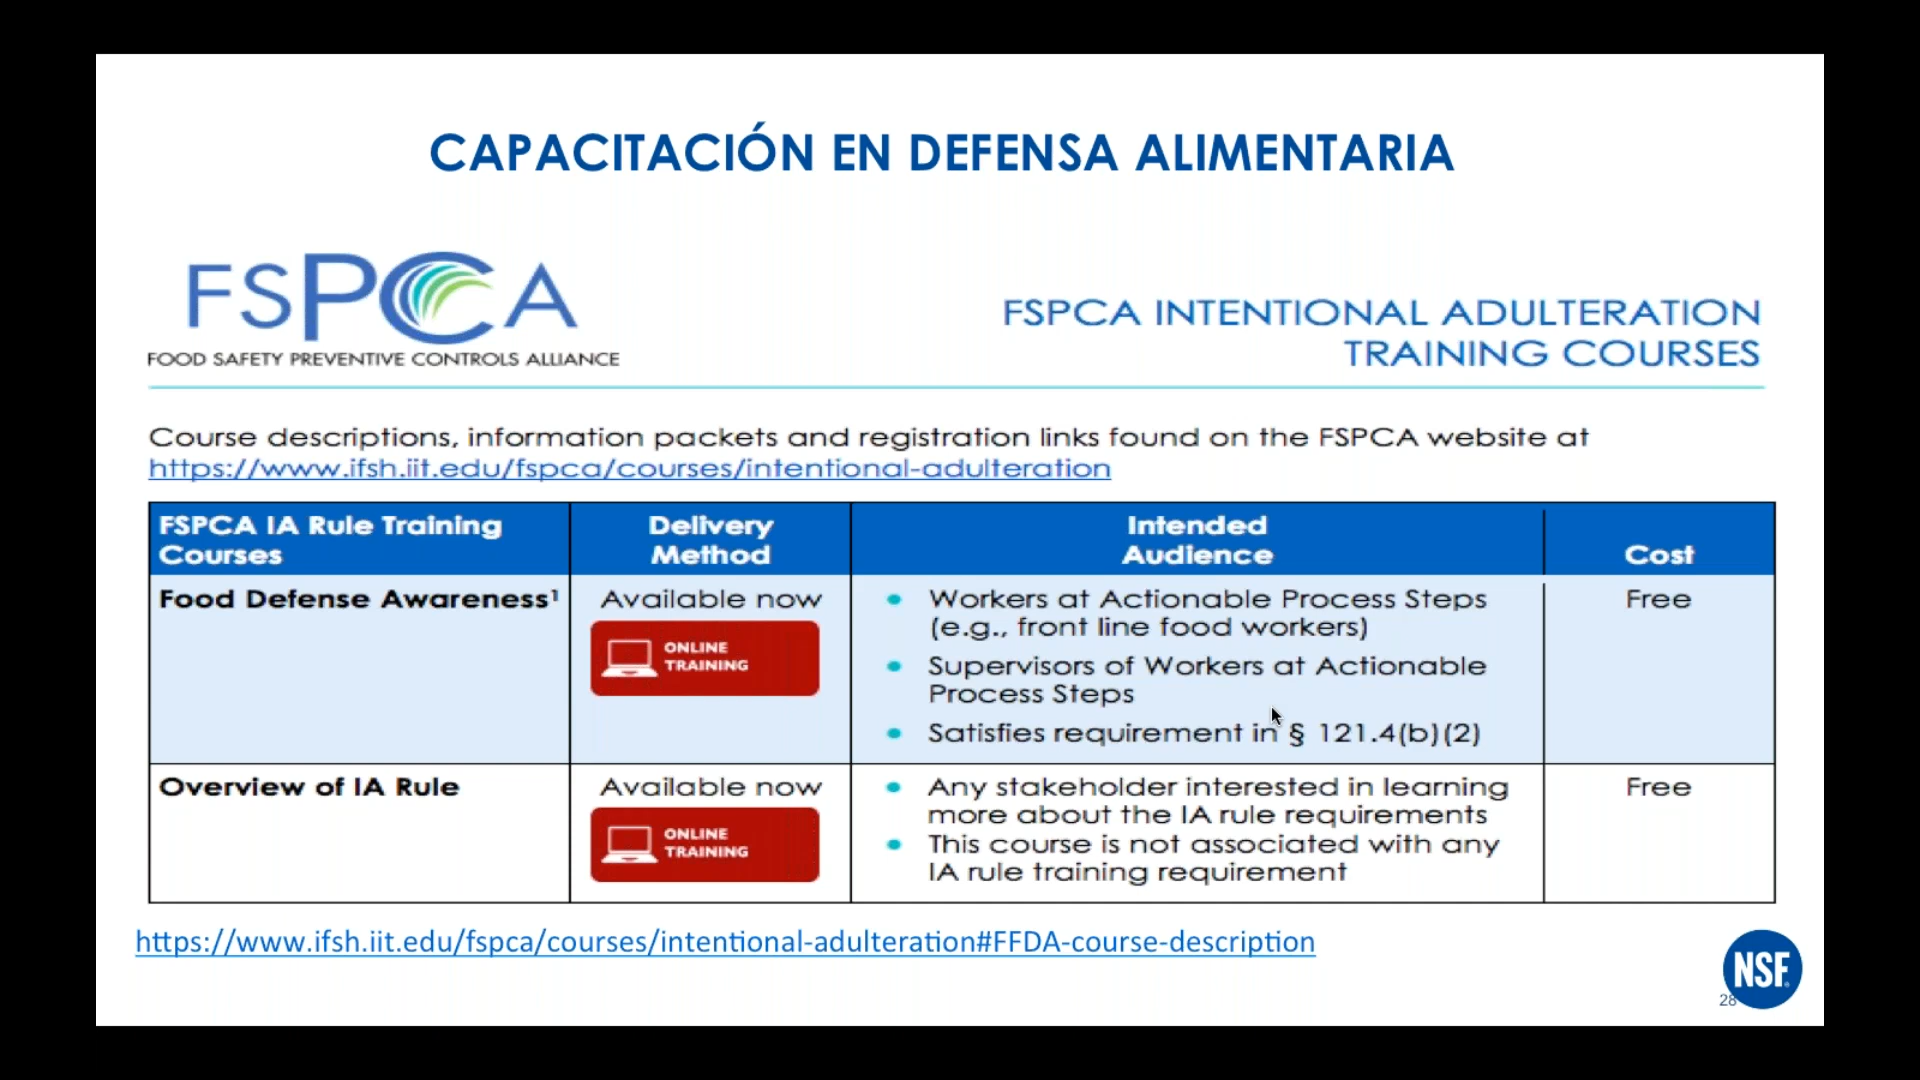 CAPACITACIÓN EN DEFENSA ALIMENTARIA
FSPCA
FOOD SAFETY PREVENTIVE CONTROLS ALLIANCE
FSPCA INTENTIONAL ADULTERATION
TRAINING COURSES
Course descriptions, information packets and registration links found on the FSPCA website at
https://www.ifsh.iit.edu/fspca/courses/intentional-adulteration
FSPCA IA Rule Training
Courses
Delivery
Method
Intended
Audience
Cost
Food Defense Awareness¹
Available now
ONLINE
TRAINING
• Workers at Actionable Process Steps
(e.g., front line food workers)
• Supervisors of Workers at Actionable
Process Steps
• Satisfies requirement in § 121.4(b)(2)
Free
Overview of IA Rule
Available now
ONLINE
TRAINING
• Any stakeholder interested in learning
more about the IA rule requirements
• This course is not associated with any
IA rule training requirement
Free
https://www.ifsh.iit.edu/fspca/courses/intentional-adulteration#FFDA-course-description
NSF
28